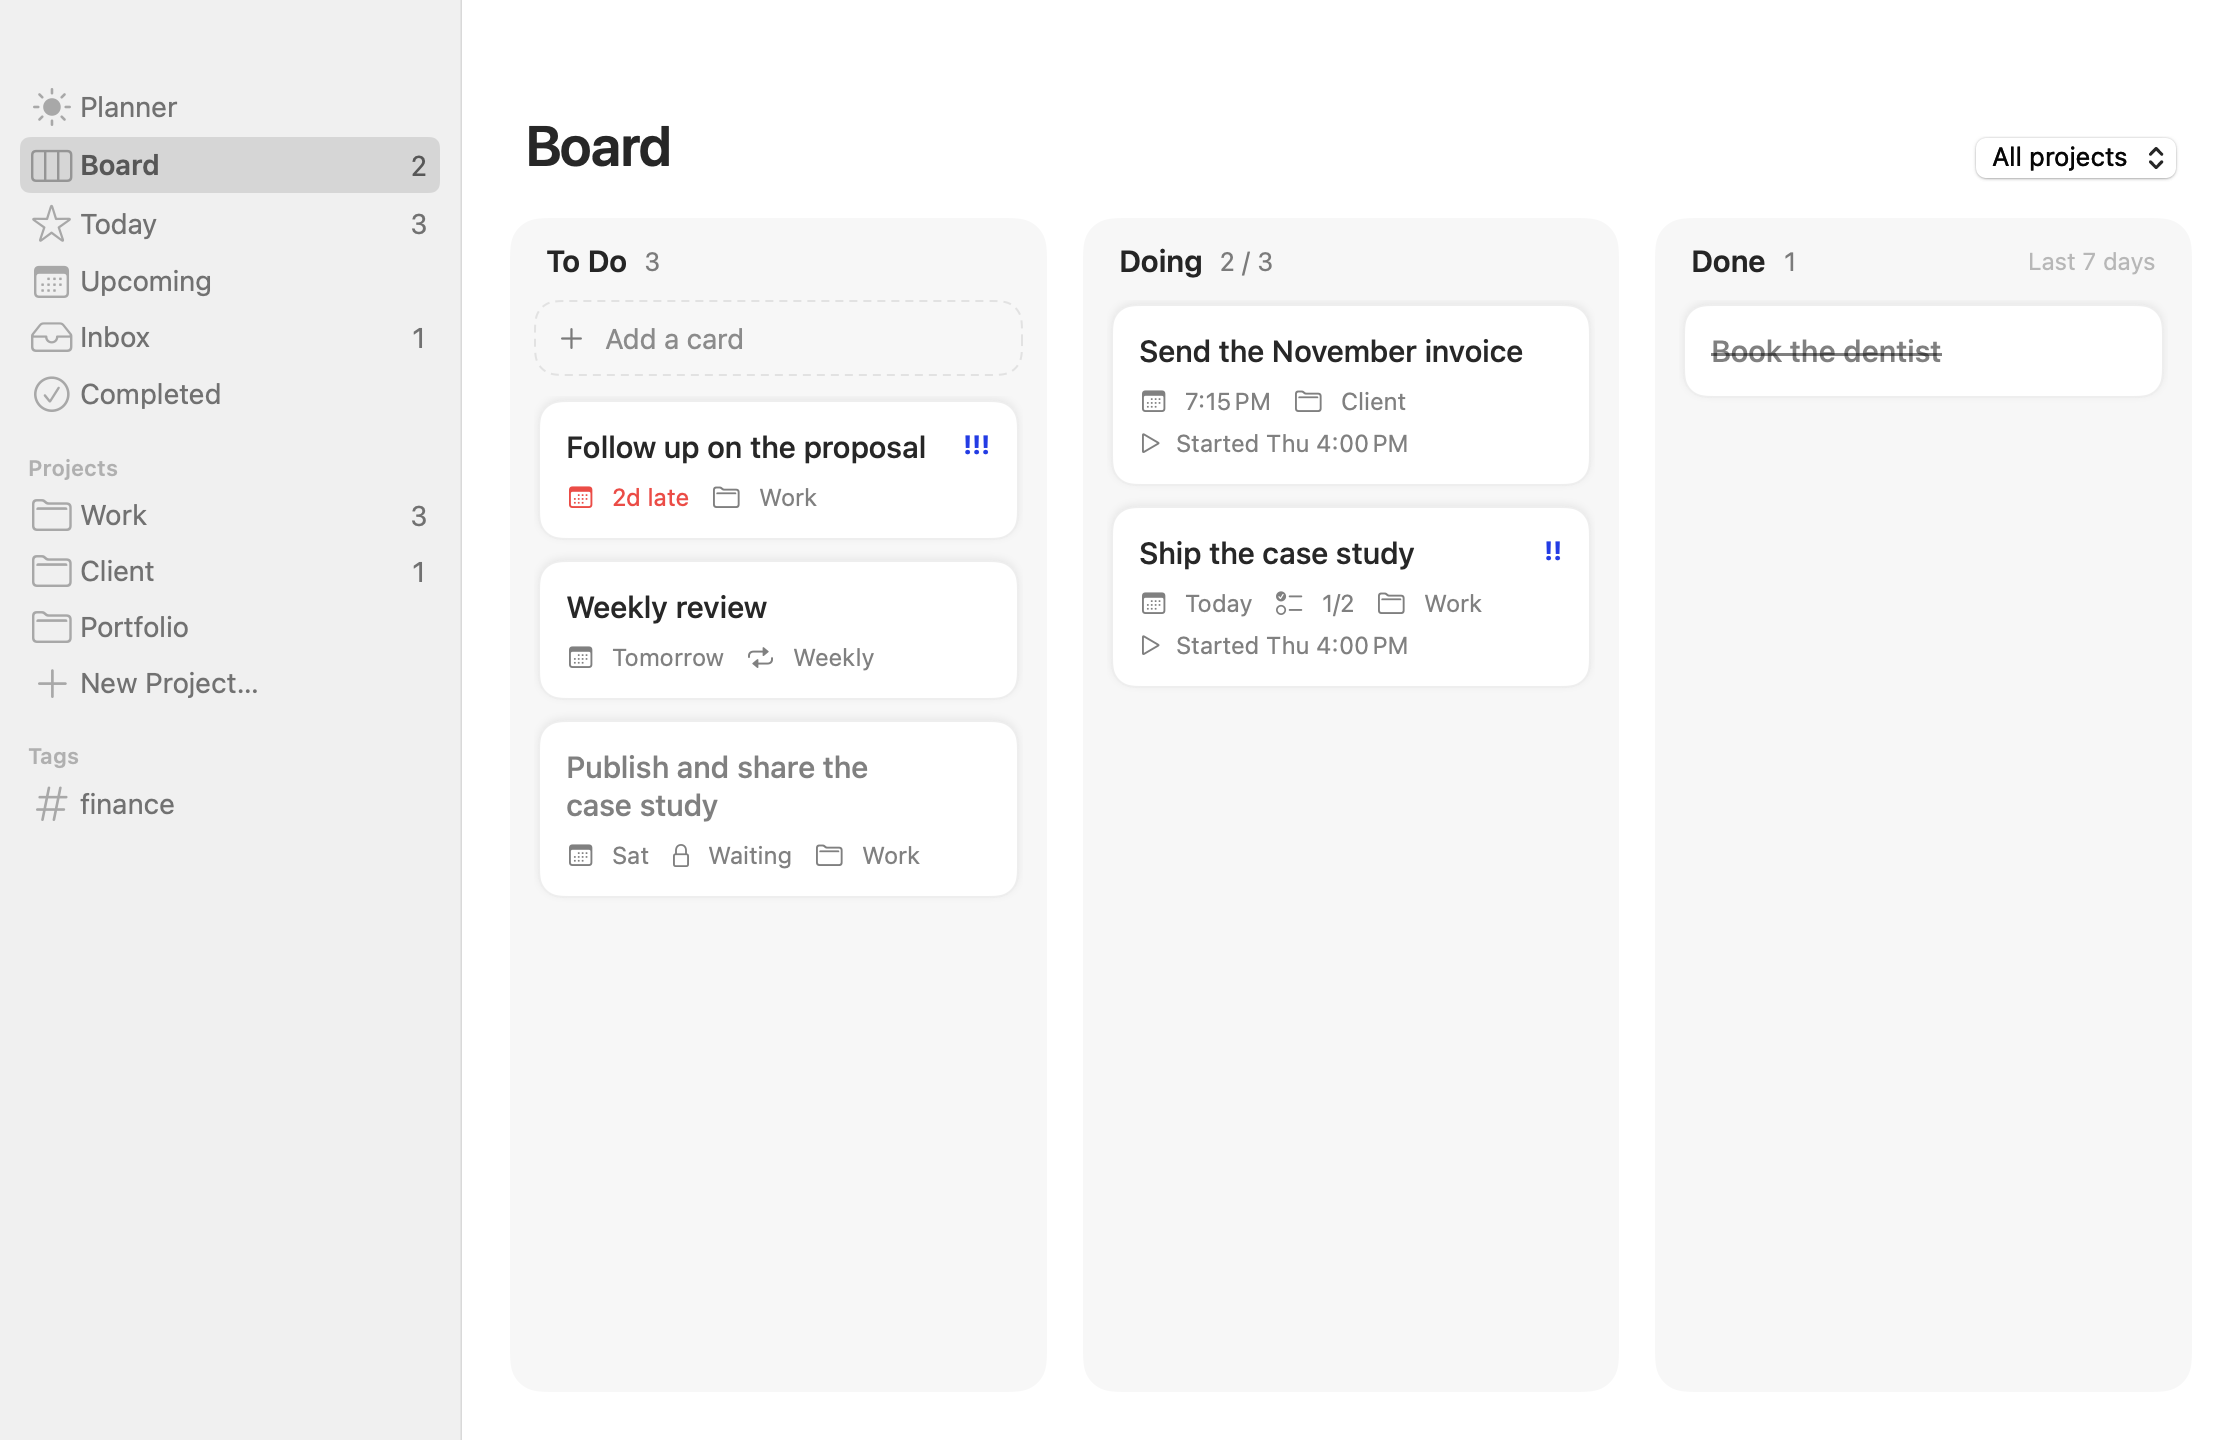 Planner
Board 2
Today 3
Upcoming
Inbox 1
Completed
Projects
Work 3
Client 1
Portfolio
New Project...
Tags
finance
Board
All projects
To Do 3
Add a card
Follow up on the proposal !!!
2d late Work
Weekly review
Tomorrow Weekly
Publish and share the
case study
Sat Waiting Work
Doing 2 / 3
Send the November invoice
7:15 PM Client
Started Thu 4:00 PM
Ship the case study !!
Today 1/2 Work
Started Thu 4:00 PM
Done 1 Last 7 days
Book the dentist